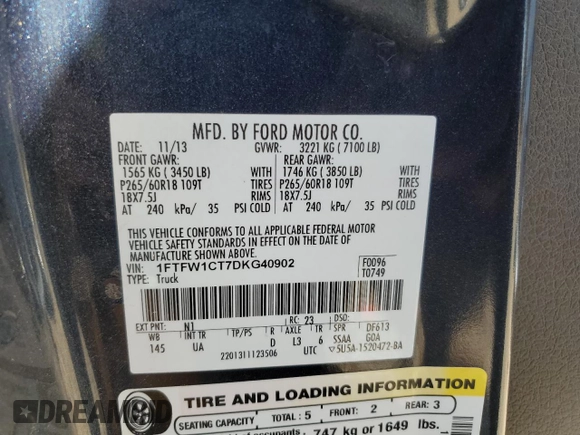 MFD. BY FORD MOTOR CO.
DATE: 11/13 GVWR: 3221 KG ( 7100 LB)
FRONT GAWR: REAR GAWR:
1565 KG ( 3450 LB) WITH 1746 KG ( 3850 LB) WITH
P265/60R18 109T TIRES P265/60R18 109T TIRES
18X7.5J RIMS 18X7.5J RIMS
AT 240 kPa/ 35 PSI COLD AT 240 kPa/ 35 PSI COLD
THIS VEHICLE CONFORMS TO ALL APPLICABLE FEDERAL MOTOR
VEHICLE SAFETY STANDARDS IN EFFECT ON THE DATE OF
MANUFACTURE SHOWN ABOVE.
VIN: 1FTFW1CT7DKG40902 F0096
TYPE: Truck T0749
EXT PNT: N1 RC: 23 DSO:
WB INT TR TP/PS R AXLE TR SPR DF613
145 UA D L3 6 SSAA GOA
2201311123506 UTC ▽5U5A-1520472-BA
TIRE AND LOADING INFORMATION
SEATING CAPACITY TOTAL: 5 FRONT: 2 REAR: 3
occupants 747 kg or 1649 lbs.
DREAM